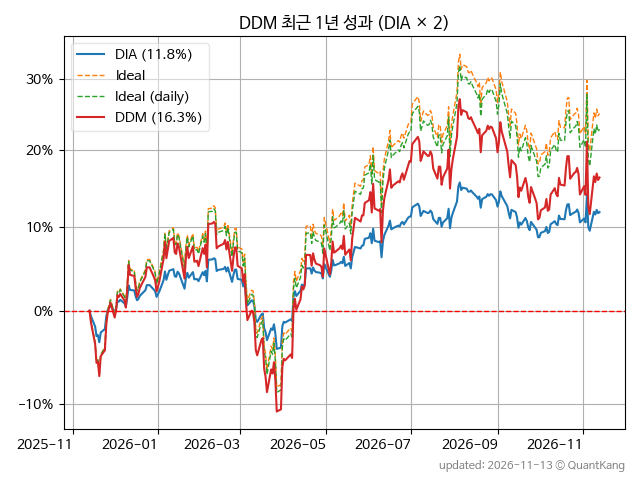 DDM 최근 1년 성과 (DIA × 2)
DIA (11.8%)
Ideal
Ideal (daily)
DDM (16.3%)
30%
20%
10%
0%
−10%
2025-11
2026-01
2026-03
2026-05
2026-07
2026-09
2026-11
updated: 2026-11-13 ⓒ QuantKang